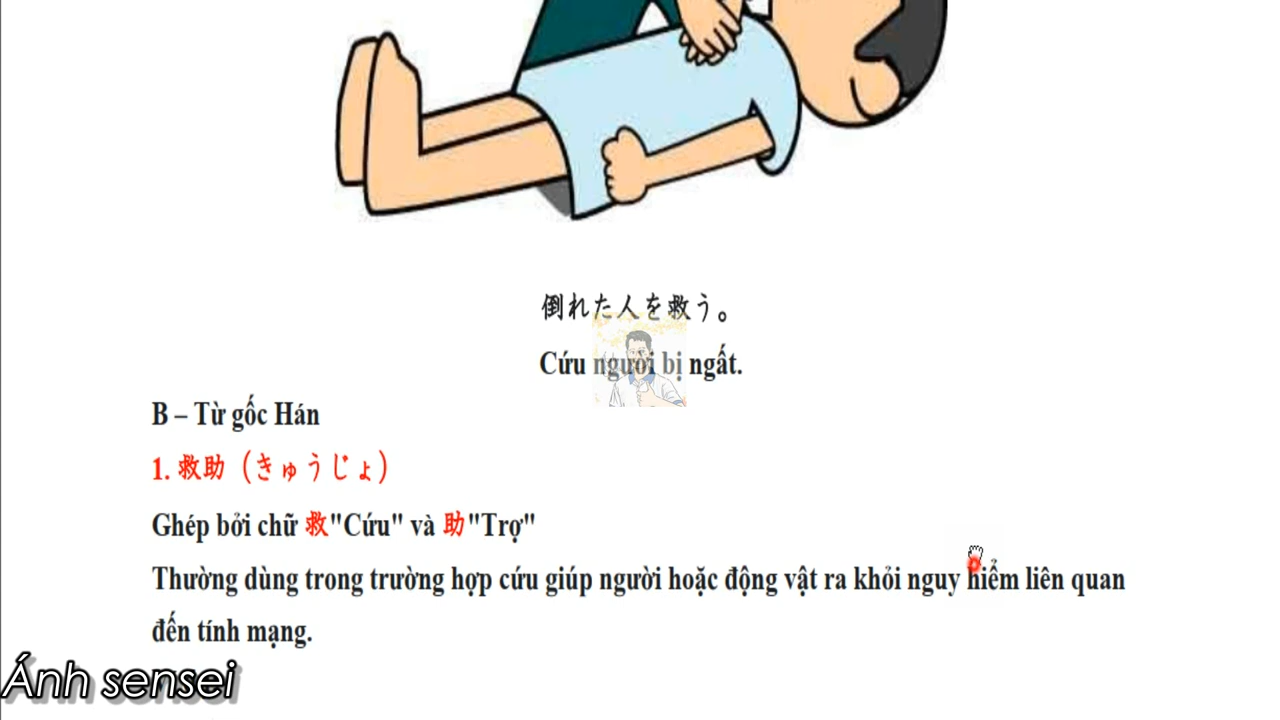 倒れた人を救う。
Cứu người bị ngất.
B – Từ gốc Hán
1. 救助（きゅうじょ）
Ghép bởi chữ 救"Cứu" và 助"Trợ"
Thường dùng trong trường hợp cứu giúp người hoặc động vật ra khỏi nguy hiểm liên quan
đến tính mạng.
Ánh sensei